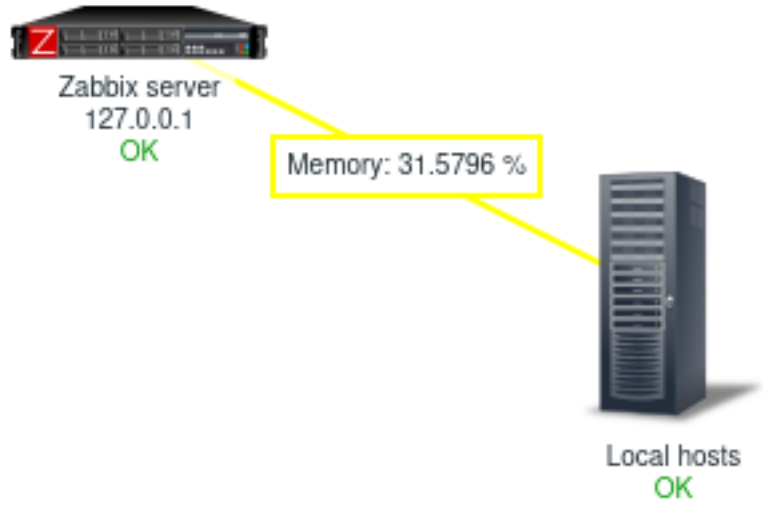 Z
Zabbix server
127.0.0.1
OK
Memory: 31.5796 %
Local hosts
OK